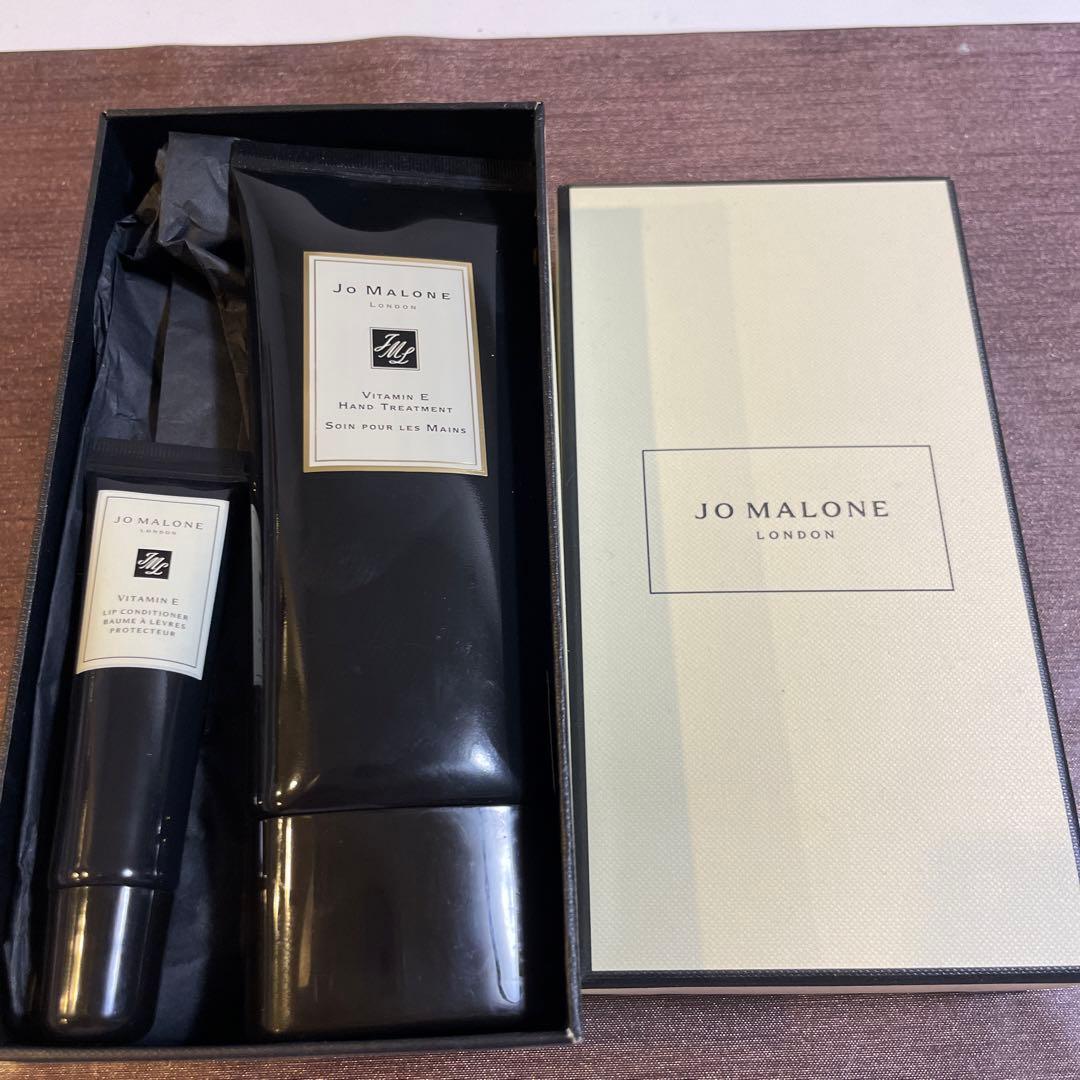 JO MALONE
LONDON
JML
VITAMIN E
HAND TREATMENT
SOIN POUR LES MAINS
JO MALONE
LONDON
JML
VITAMIN E
LIP CONDITIONER
BAUME À LÈVRES
PROTECTEUR
JO MALONE
LONDON